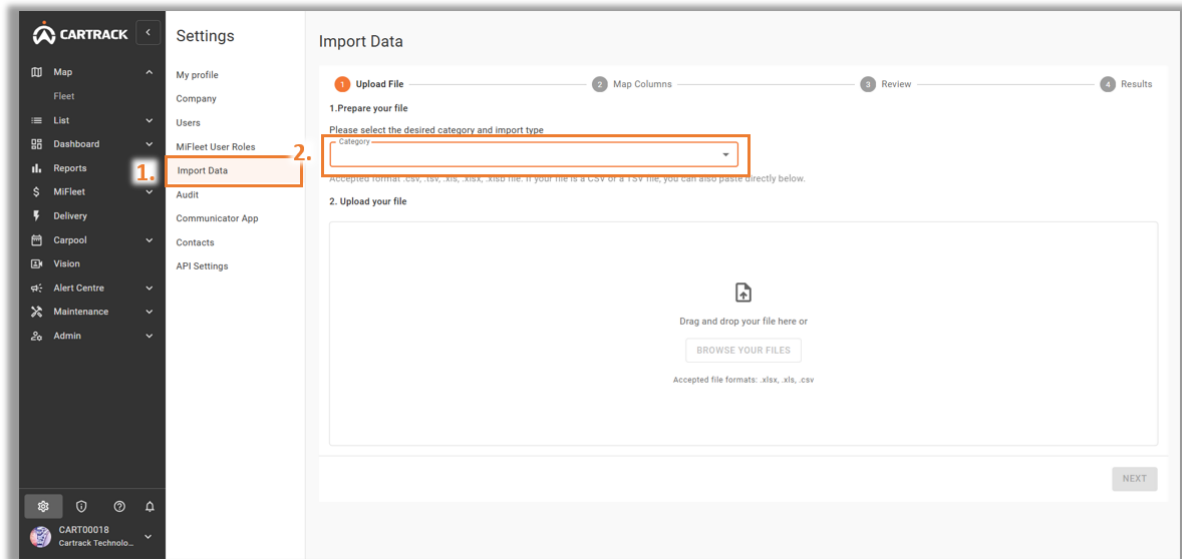 CARTRACK
Map
Fleet
List
Dashboard
Reports
MiFleet
Delivery
Carpool
Vision
Alert Centre
Maintenance
Admin
CART00018
Cartrack Technolo...
Settings
My profile
Company
Users
MiFleet User Roles
1.
Import Data
Audit
Communicator App
Contacts
API Settings
Import Data
1 Upload File
2 Map Columns
3 Review
4 Results
1.Prepare your file
Please select the desired category and import type
2.
Category
Accepted format .csv, .tsv, .xls, .xlsx, .xlsb file. If your file is a CSV or a TSV file, you can also paste directly below.
2. Upload your file
Drag and drop your file here or
BROWSE YOUR FILES
Accepted file formats: .xlsx, .xls, .csv
NEXT